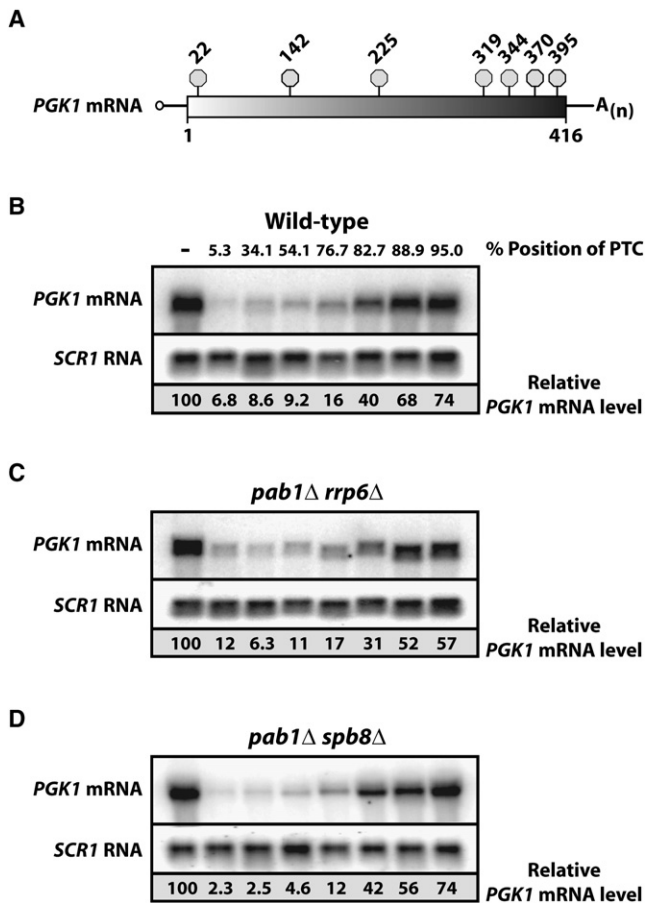 A
22 142 225 319 344 370 395
PGK1 mRNA A(n)
1 416
B
Wild-type
- 5.3 34.1 54.1 76.7 82.7 88.9 95.0 % Position of PTC
PGK1 mRNA
SCR1 RNA
100 6.8 8.6 9.2 16 40 68 74
Relative
PGK1 mRNA level
C
pab1Δ rrp6Δ
PGK1 mRNA
SCR1 RNA
100 12 6.3 11 17 31 52 57
Relative
PGK1 mRNA level
D
pab1Δ spb8Δ
PGK1 mRNA
SCR1 RNA
100 2.3 2.5 4.6 12 42 56 74
Relative
PGK1 mRNA level